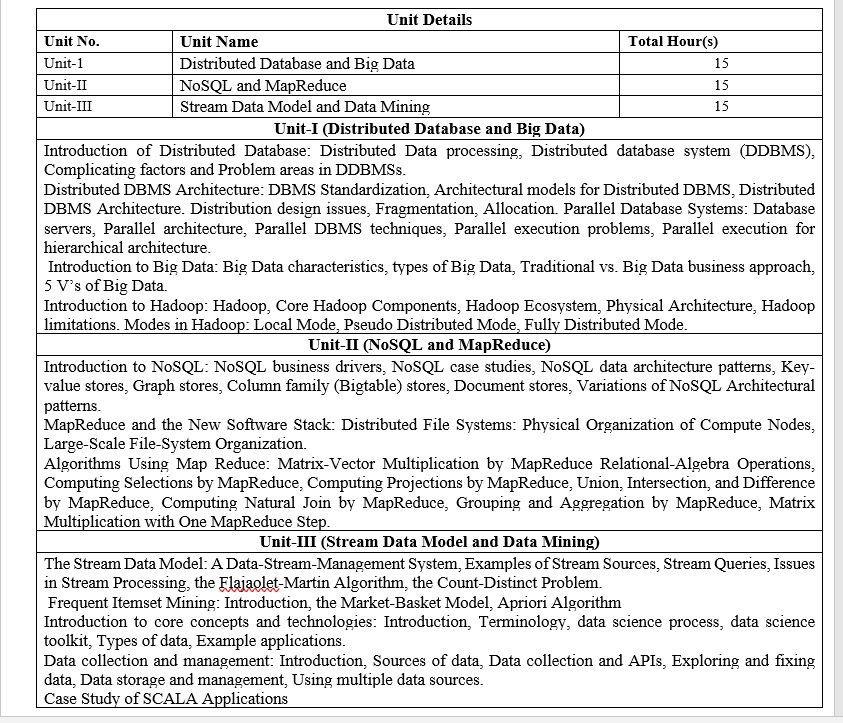 Unit Details
Unit No. Unit Name Total Hour(s)
Unit-1 Distributed Database and Big Data 15
Unit-II NoSQL and MapReduce 15
Unit-III Stream Data Model and Data Mining 15
Unit-I (Distributed Database and Big Data)
Introduction of Distributed Database: Distributed Data processing, Distributed database system (DDBMS),
Complicating factors and Problem areas in DDBMSs.
Distributed DBMS Architecture: DBMS Standardization, Architectural models for Distributed DBMS, Distributed
DBMS Architecture. Distribution design issues, Fragmentation, Allocation. Parallel Database Systems: Database
servers, Parallel architecture, Parallel DBMS techniques, Parallel execution problems, Parallel execution for
hierarchical architecture.
Introduction to Big Data: Big Data characteristics, types of Big Data, Traditional vs. Big Data business approach,
5 V's of Big Data.
Introduction to Hadoop: Hadoop, Core Hadoop Components, Hadoop Ecosystem, Physical Architecture, Hadoop
limitations. Modes in Hadoop: Local Mode, Pseudo Distributed Mode, Fully Distributed Mode.
Unit-II (NoSQL and MapReduce)
Introduction to NoSQL: NoSQL business drivers, NoSQL case studies, NoSQL data architecture patterns, Key-
value stores, Graph stores, Column family (Bigtable) stores, Document stores, Variations of NoSQL Architectural
patterns.
MapReduce and the New Software Stack: Distributed File Systems: Physical Organization of Compute Nodes,
Large-Scale File-System Organization.
Algorithms Using Map Reduce: Matrix-Vector Multiplication by MapReduce Relational-Algebra Operations,
Computing Selections by MapReduce, Computing Projections by MapReduce, Union, Intersection, and Difference
by MapReduce, Computing Natural Join by MapReduce, Grouping and Aggregation by MapReduce, Matrix
Multiplication with One MapReduce Step.
Unit-III (Stream Data Model and Data Mining)
The Stream Data Model: A Data-Stream-Management System, Examples of Stream Sources, Stream Queries, Issues
in Stream Processing, the Flajaolet-Martin Algorithm, the Count-Distinct Problem.
Frequent Itemset Mining: Introduction, the Market-Basket Model, Apriori Algorithm
Introduction to core concepts and technologies: Introduction, Terminology, data science process, data science
toolkit, Types of data, Example applications.
Data collection and management: Introduction, Sources of data, Data collection and APIs, Exploring and fixing
data, Data storage and management, Using multiple data sources.
Case Study of SCALA Applications